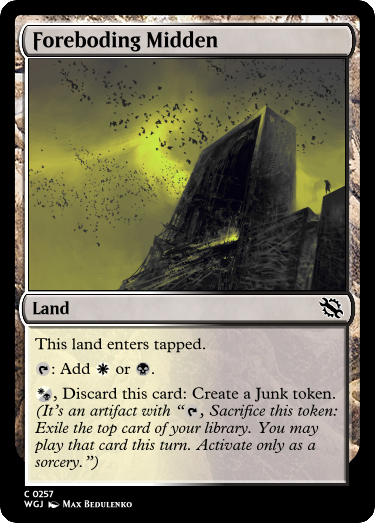 Foreboding Midden
Land
This land enters tapped.
: Add or .
, Discard this card: Create a Junk token.
(It's an artifact with “, Sacrifice this token:
Exile the top card of your library. You may
play that card this turn. Activate only as a
sorcery.”)
C 0257
WGJ Max Bedulenko